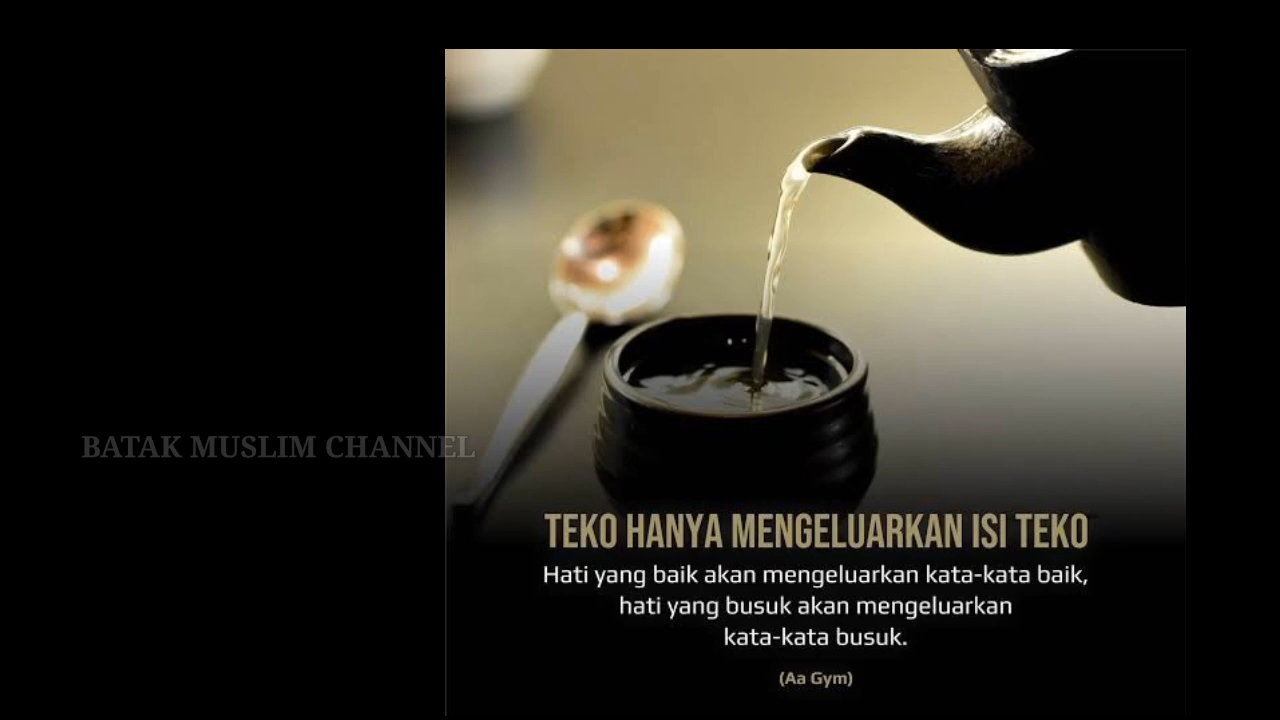 BATAK MUSLIM CHANNEL
TEKO HANYA MENGELUARKAN ISI TEKO
Hati yang baik akan mengeluarkan kata-kata baik,
hati yang busuk akan mengeluarkan
kata-kata busuk.
(Aa Gym)